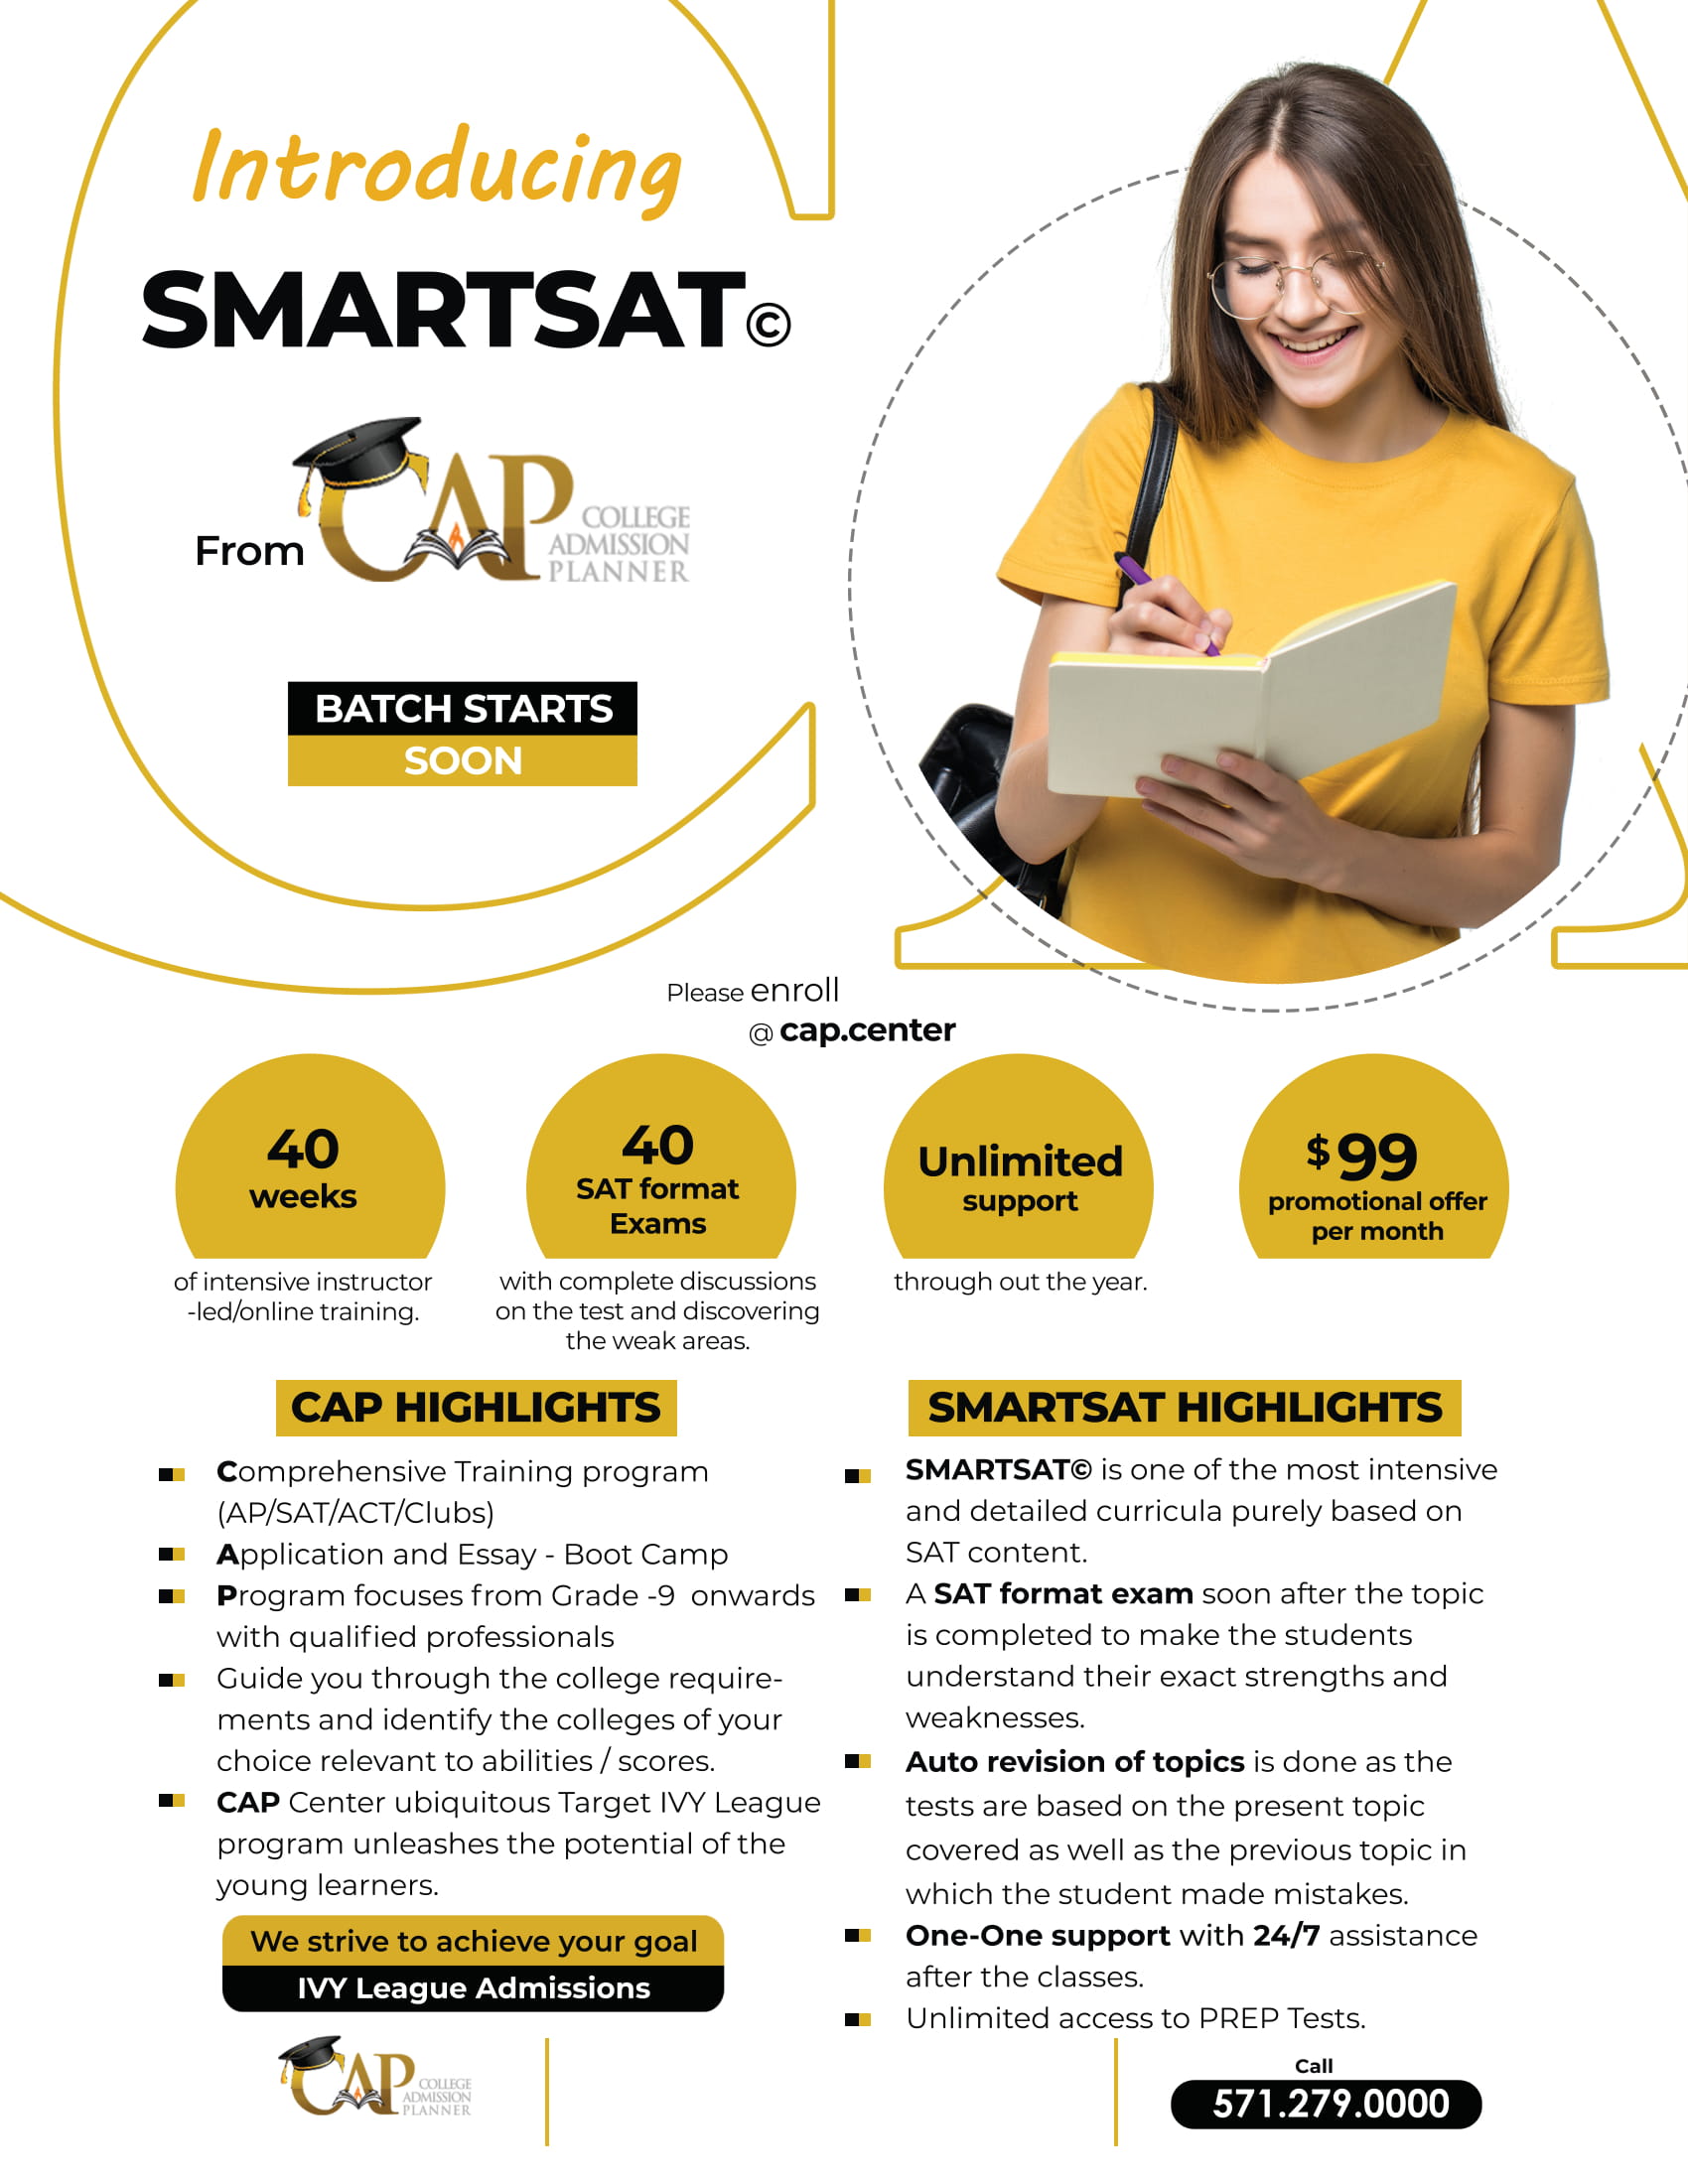 Introducing
SMARTSAT©
From CAP COLLEGE
ADMISSION
PLANNER
BATCH STARTS
SOON
Please enroll
@ cap.center
40
weeks
of intensive instructor
-led/online training.
40
SAT format
Exams
with complete discussions
on the test and discovering
the weak areas.
Unlimited
support
through out the year.
$99
promotional offer
per month
CAP HIGHLIGHTS
Comprehensive Training program
(AP/SAT/ACT/Clubs)
Application and Essay - Boot Camp
Program focuses from Grade -9 onwards
with qualified professionals
Guide you through the college require-
ments and identify the colleges of your
choice relevant to abilities / scores.
CAP Center ubiquitous Target IVY League
program unleashes the potential of the
young learners.
We strive to achieve your goal
IVY League Admissions
SMARTSAT HIGHLIGHTS
SMARTSAT© is one of the most intensive
and detailed curricula purely based on
SAT content.
A SAT format exam soon after the topic
is completed to make the students
understand their exact strengths and
weaknesses.
Auto revision of topics is done as the
tests are based on the present topic
covered as well as the previous topic in
which the student made mistakes.
One-One support with 24/7 assistance
after the classes.
Unlimited access to PREP Tests.
CAP COLLEGE
ADMISSION
PLANNER
Call
571.279.0000